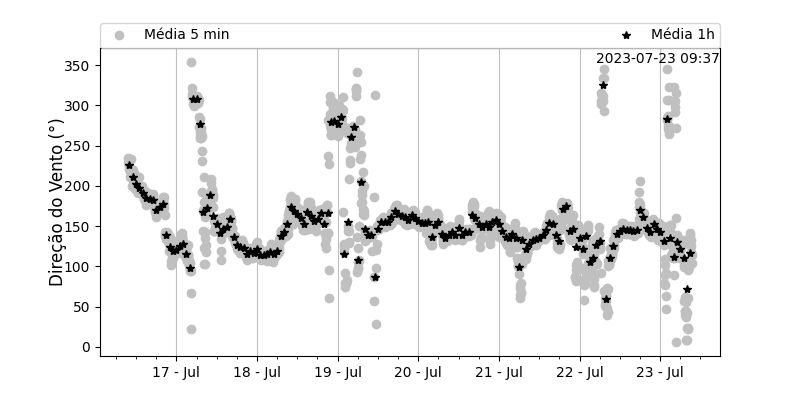 Média 5 min
Média 1h
2023-07-23 09:37
Direção do Vento (°)
350
300
250
200
150
100
50
0
17 - Jul
18 - Jul
19 - Jul
20 - Jul
21 - Jul
22 - Jul
23 - Jul